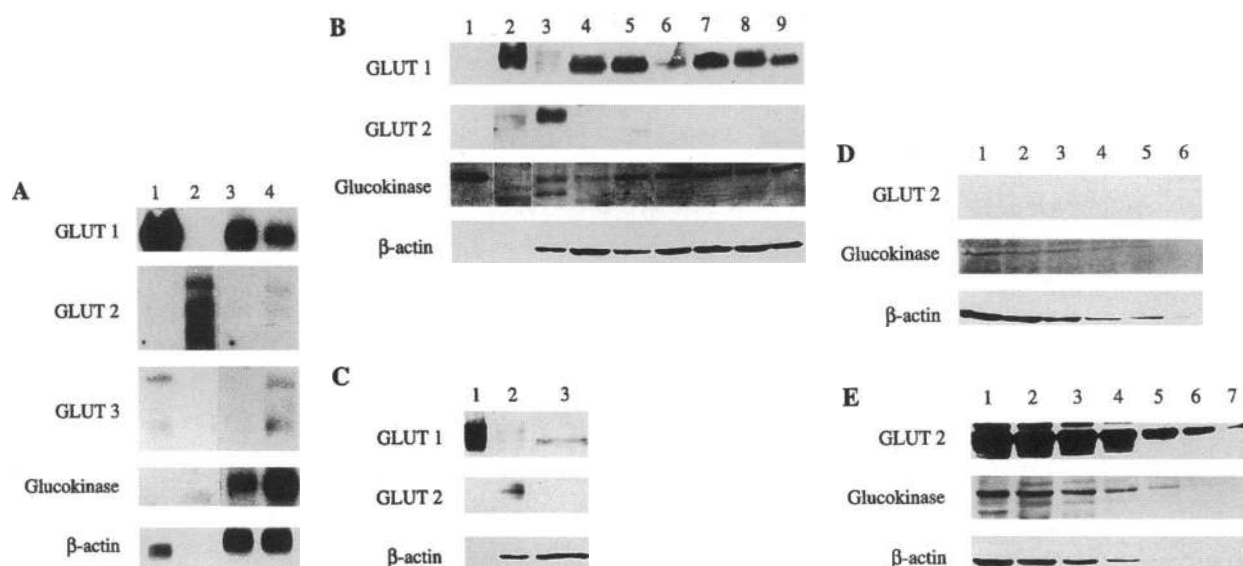 A
1 2 3 4
GLUT 1
GLUT 2
GLUT 3
Glucokinase
β-actin
B
1 2 3 4 5 6 7 8 9
GLUT 1
GLUT 2
Glucokinase
β-actin
C
1 2 3
GLUT 1
GLUT 2
β-actin
D
1 2 3 4 5 6
GLUT 2
Glucokinase
β-actin
E
1 2 3 4 5 6 7
GLUT 2
Glucokinase
β-actin